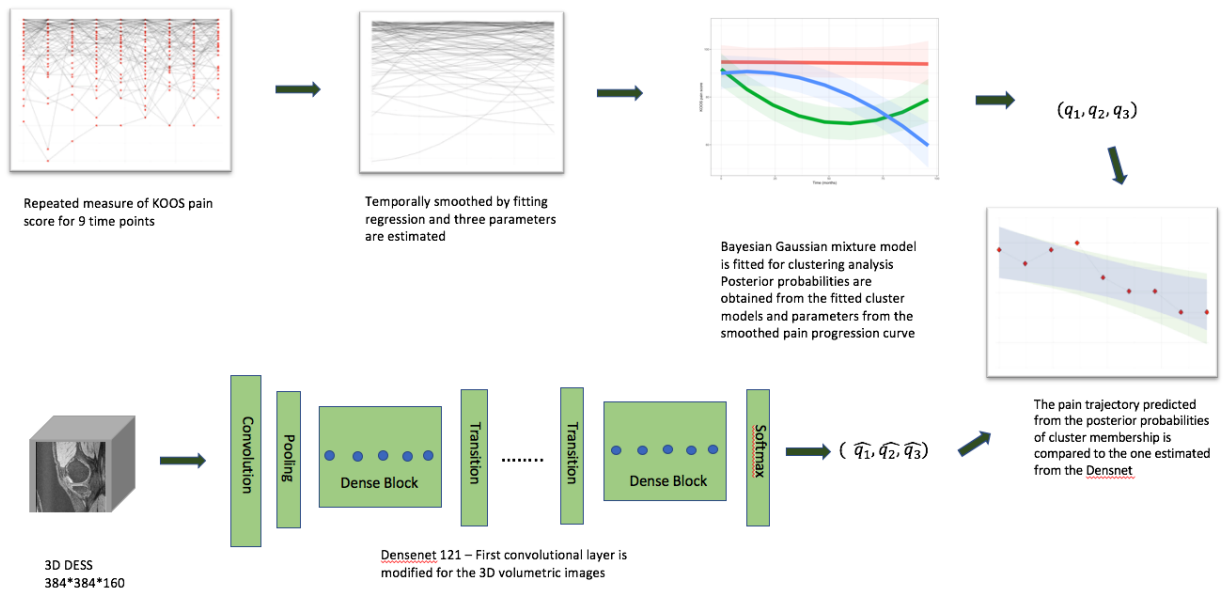 Repeated measure of KOOS pain
score for 9 time points
Temporally smoothed by fitting
regression and three parameters
are estimated
KOOS pain score
Time (months)
Bayesian Gaussian mixture model
is fitted for clustering analysis
Posterior probabilities are
obtained from the fitted cluster
models and parameters from the
smoothed pain progression curve
(q₁, q₂, q₃)
The pain trajectory predicted
from the posterior probabilities
of cluster membership is
compared to the one estimated
from the Densnet
3D DESS
384*384*160
Convolution
Pooling
Dense Block
Transition
........
Transition
Dense Block
Softmax
( q̂₁, q̂₂, q̂₃)
Densenet 121 – First convolutional layer is
modified for the 3D volumetric images